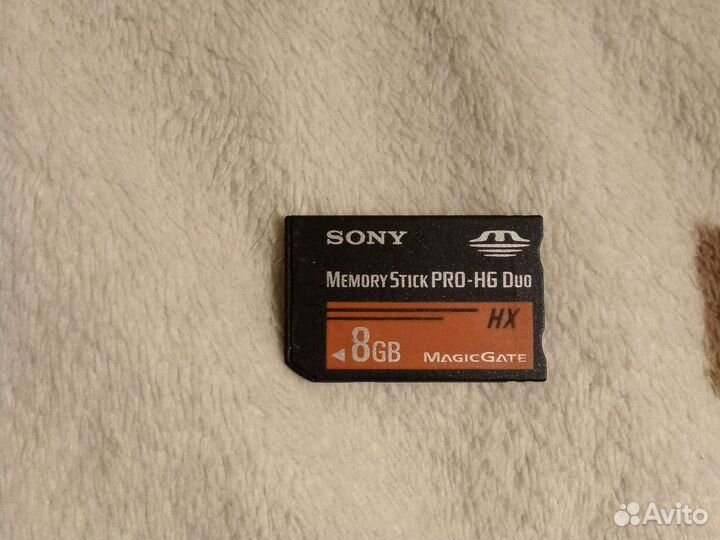 SONY
MEMORY STICK PRO-HG DUO
HX
8GB MAGICGATE
Avito